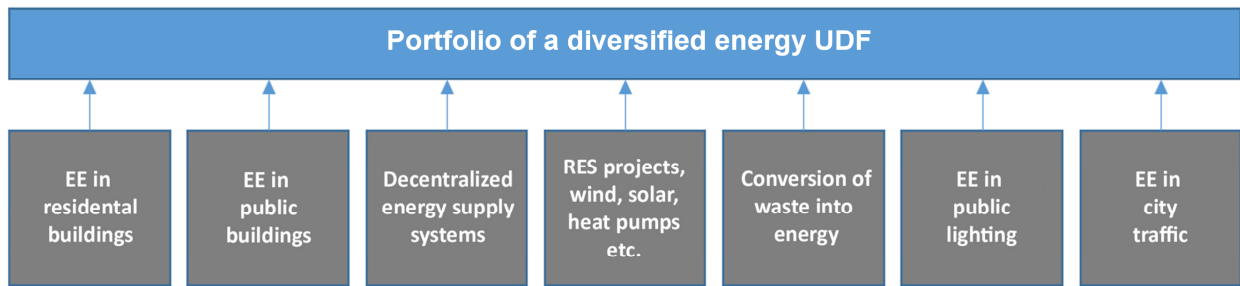 Portfolio of a diversified energy UDF
EE in
residental
buildings
EE in
public
buildings
Decentralized
energy supply
systems
RES projects,
wind, solar,
heat pumps
etc.
Conversion of
waste into
energy
EE in
public
lighting
EE in
city
traffic